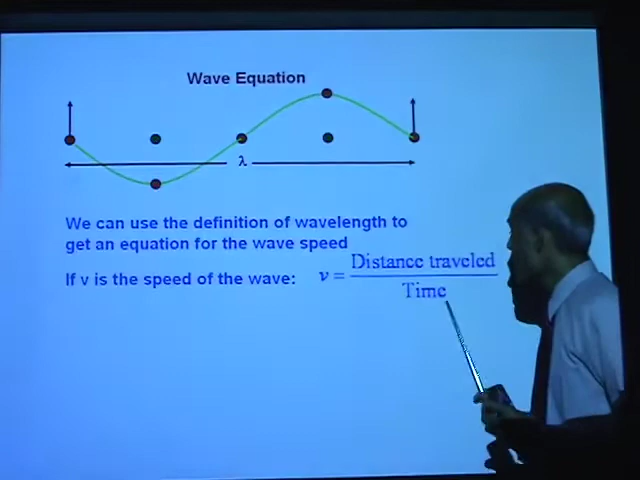 Wave Equation
λ
We can use the definition of wavelength to
get an equation for the wave speed
If v is the speed of the wave:
v = Distance traveled
Time